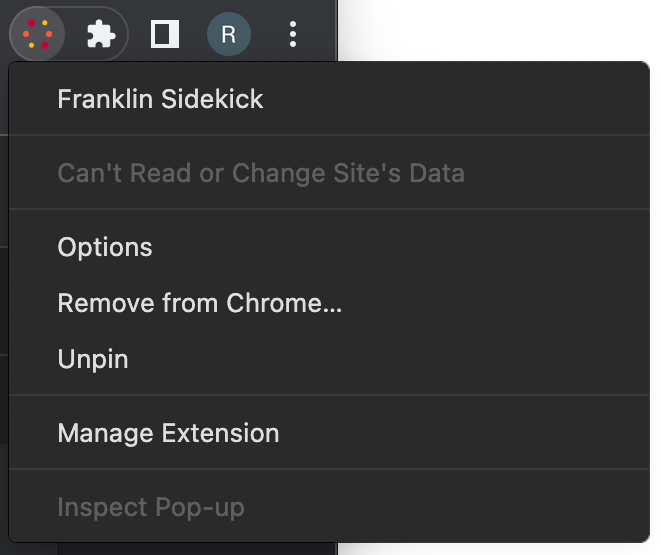 R
Franklin Sidekick
Can't Read or Change Site's Data
Options
Remove from Chrome...
Unpin
Manage Extension
Inspect Pop-up